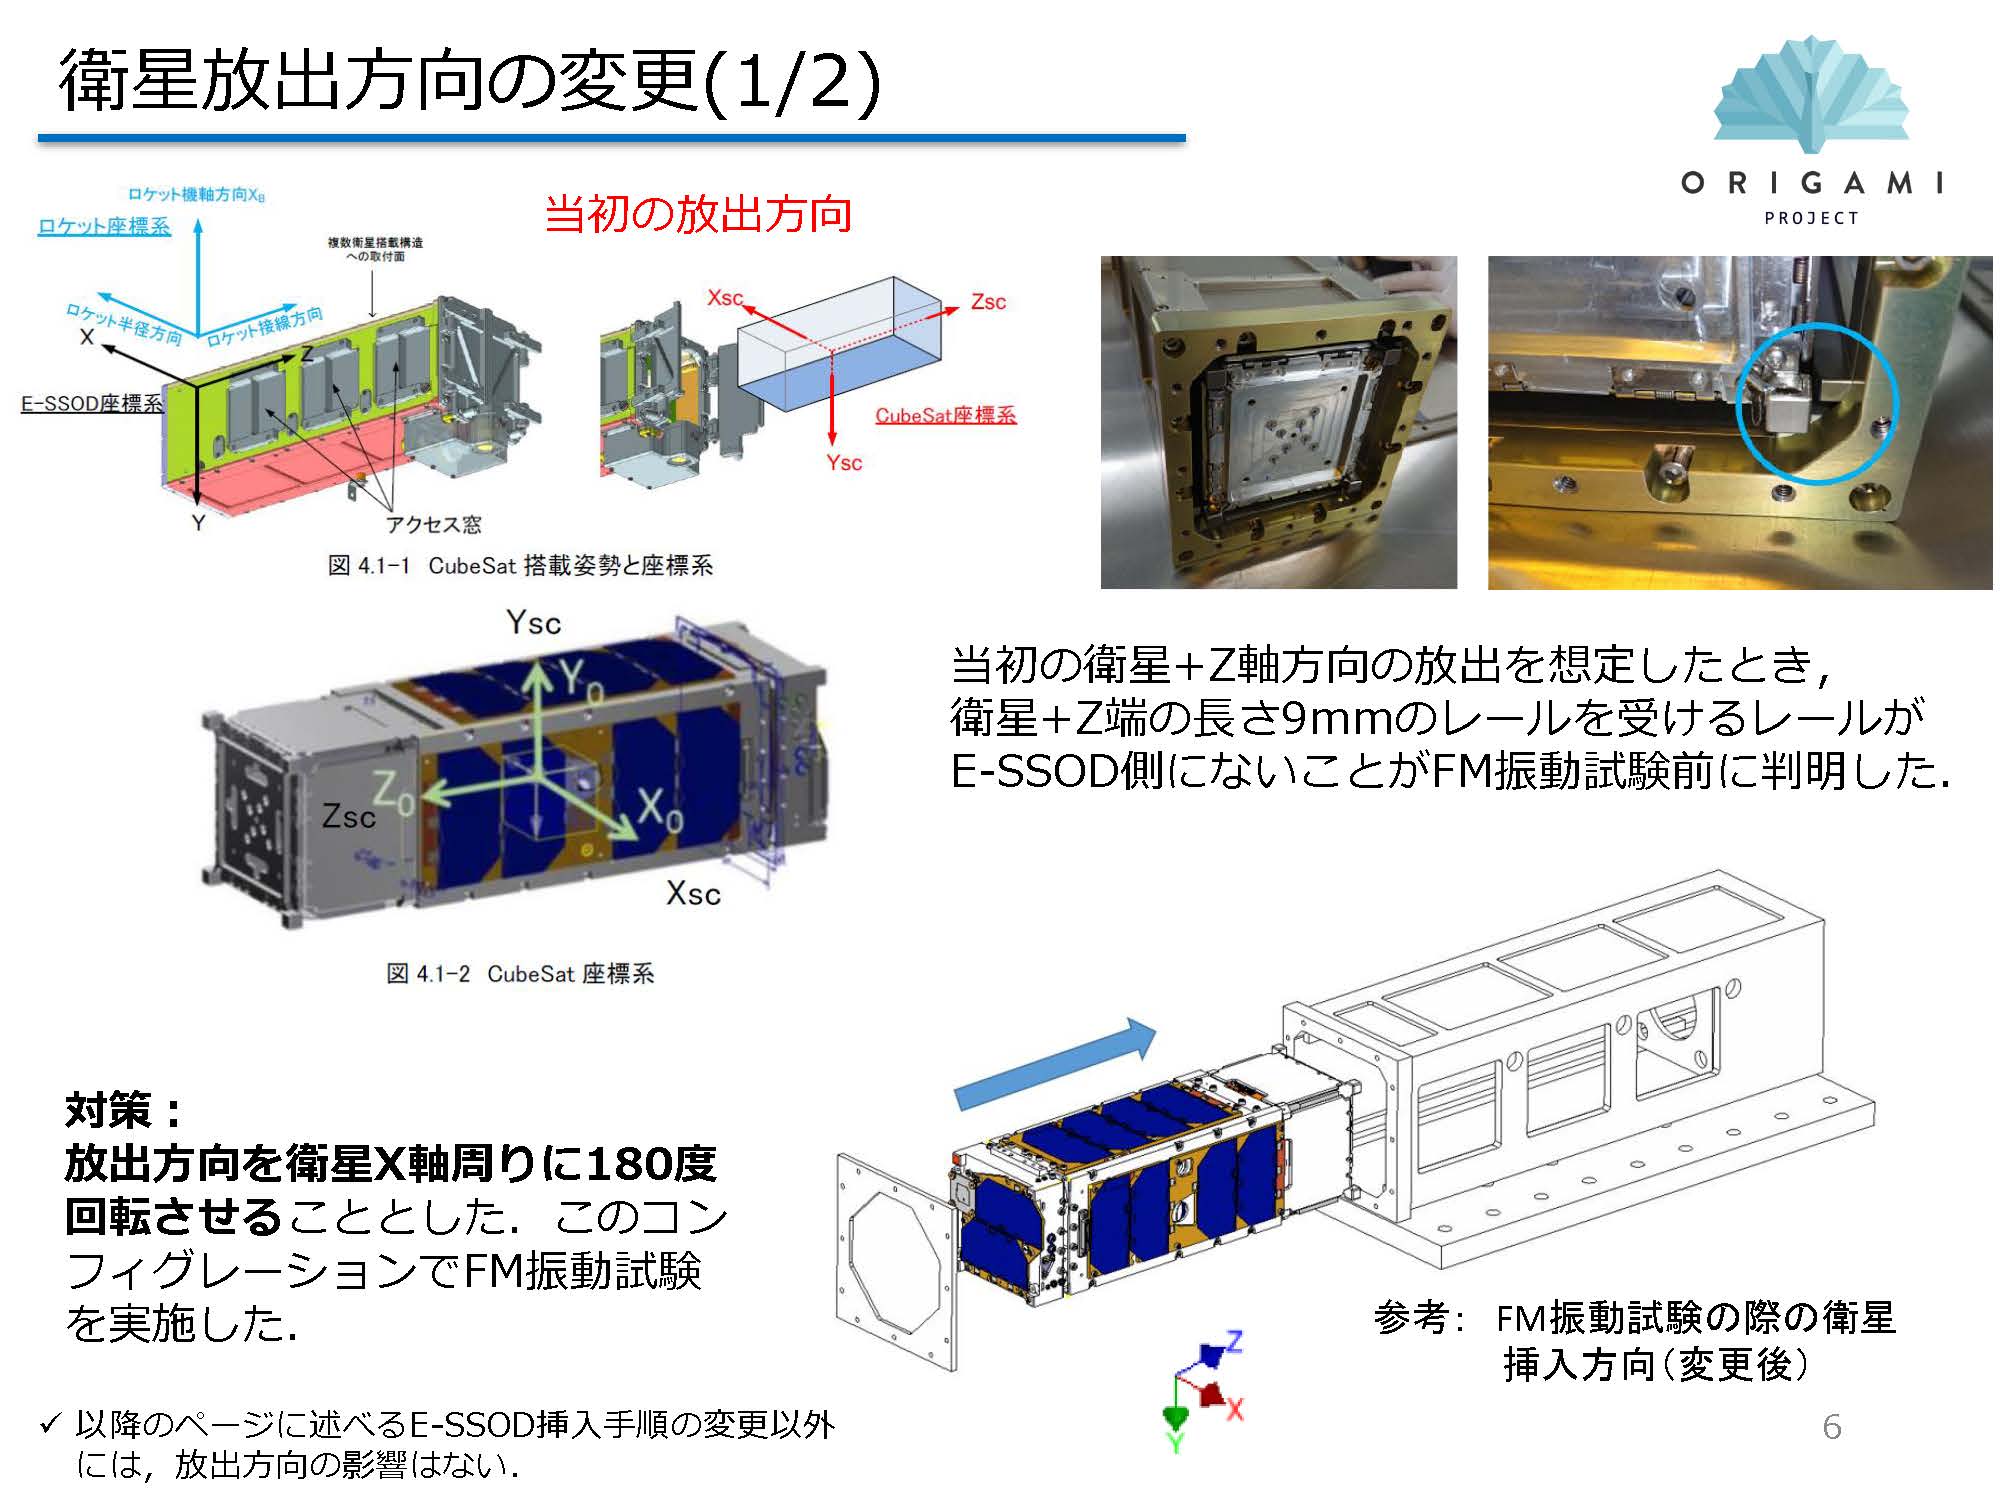 衛星放出方向の変更(1/2)
ORIGAMI
PROJECT
ロケット機軸方向XB
ロケット座標系
当初の放出方向
複数衛星搭載構造
への取付面
ロケット半径方向
ロケット接線方向
X
Z
E-SSOD座標系
Y
アクセス窓
Xsc
Zsc
CubeSat座標系
Ysc
図 4.1-1 CubeSat 搭載姿勢と座標系
Ysc
Y0
Z0
Zsc
X0
Xsc
図 4.1-2 CubeSat 座標系
当初の衛星+Z軸方向の放出を想定したとき，
衛星+Z端の長さ9mmのレールを受けるレールが
E-SSOD側にないことがFM振動試験前に判明した．
対策：
放出方向を衛星X軸周りに180度
回転させることとした．このコン
フィグレーションでFM振動試験
を実施した．
参考： FM振動試験の際の衛星
挿入方向（変更後）
Z
X
Y
✓ 以降のページに述べるE-SSOD挿入手順の変更以外
には，放出方向の影響はない．
6